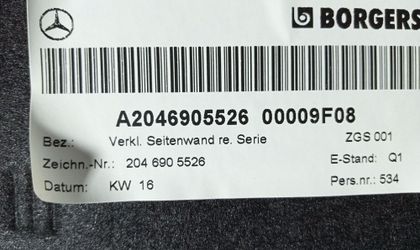 BORGERS
A2046905526 00009F08
Bez.: Verkl. Seitenwand re. Serie ZGS 001
Zeichn.-Nr.: 204 690 5526 E-Stand: Q1
Datum: KW 16 Pers.nr.: 534